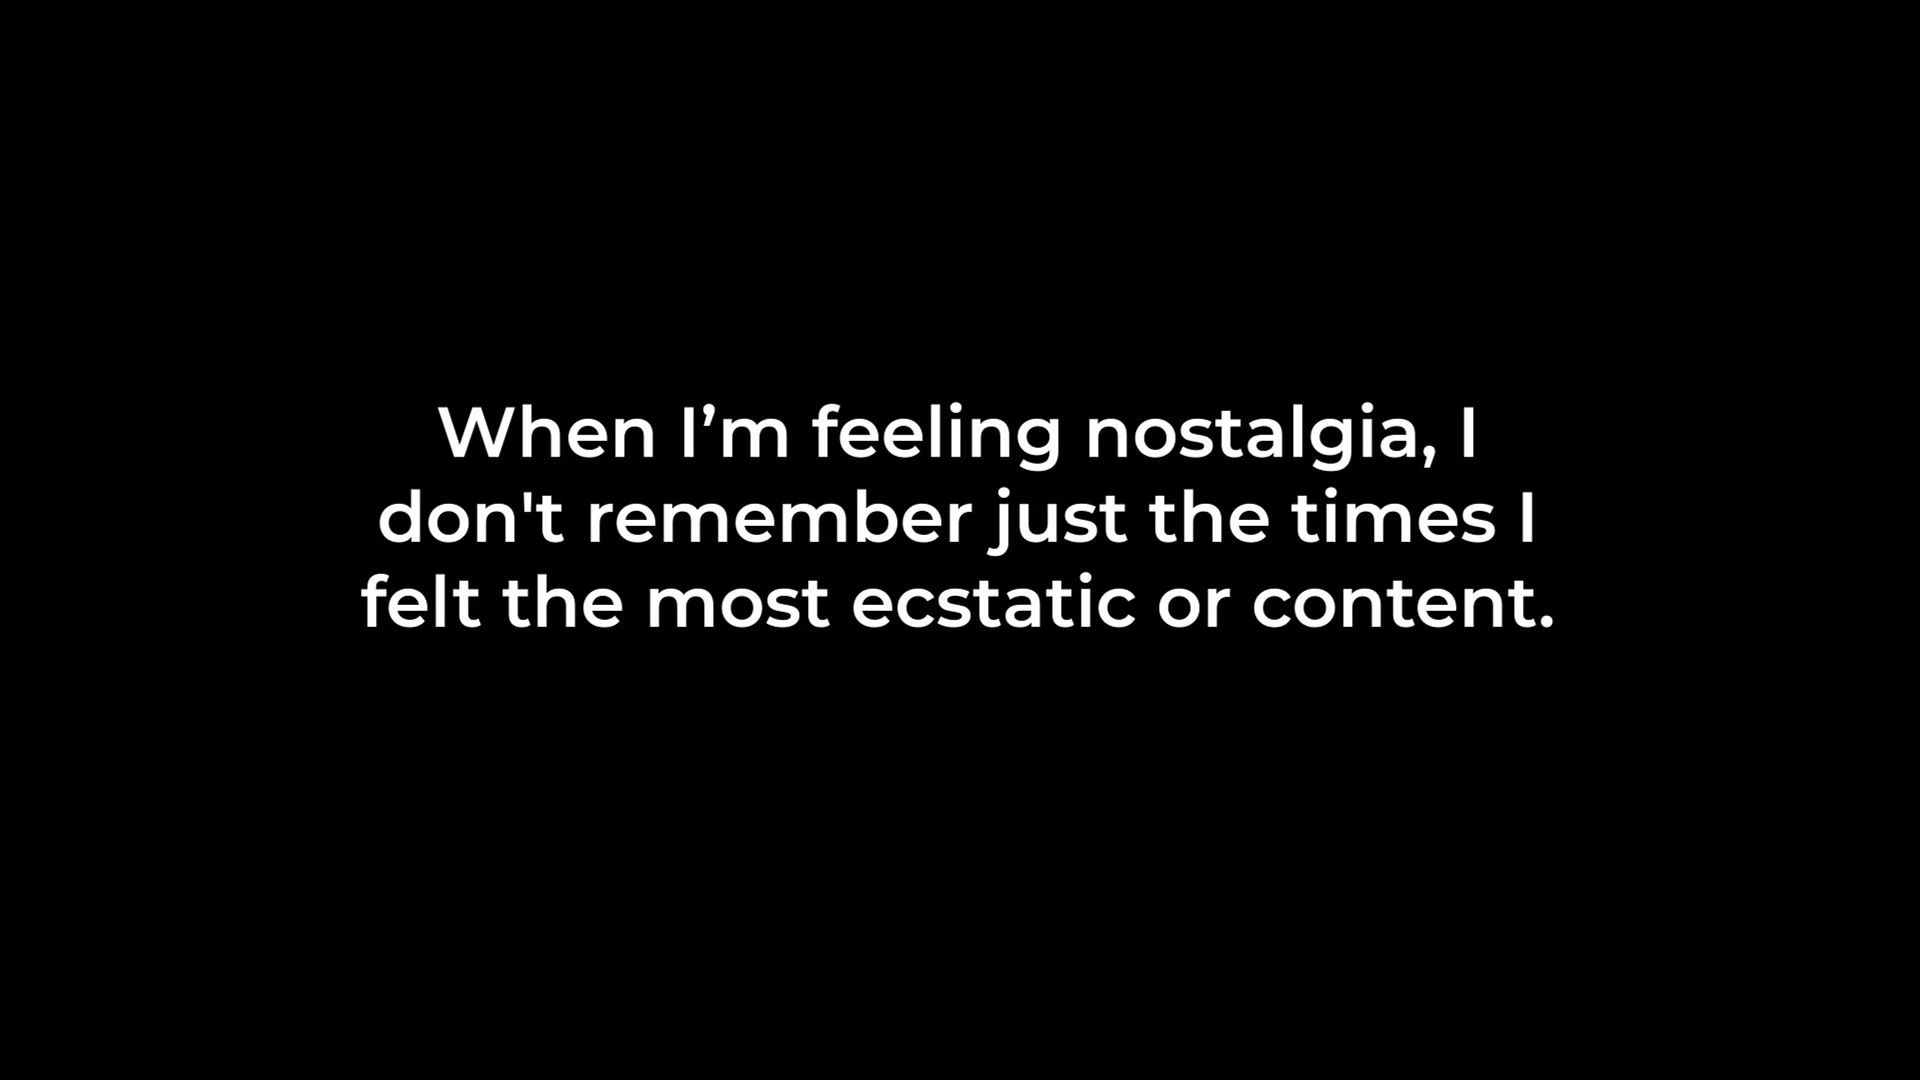 When I’m feeling nostalgia, I
don't remember just the times I
felt the most ecstatic or content.